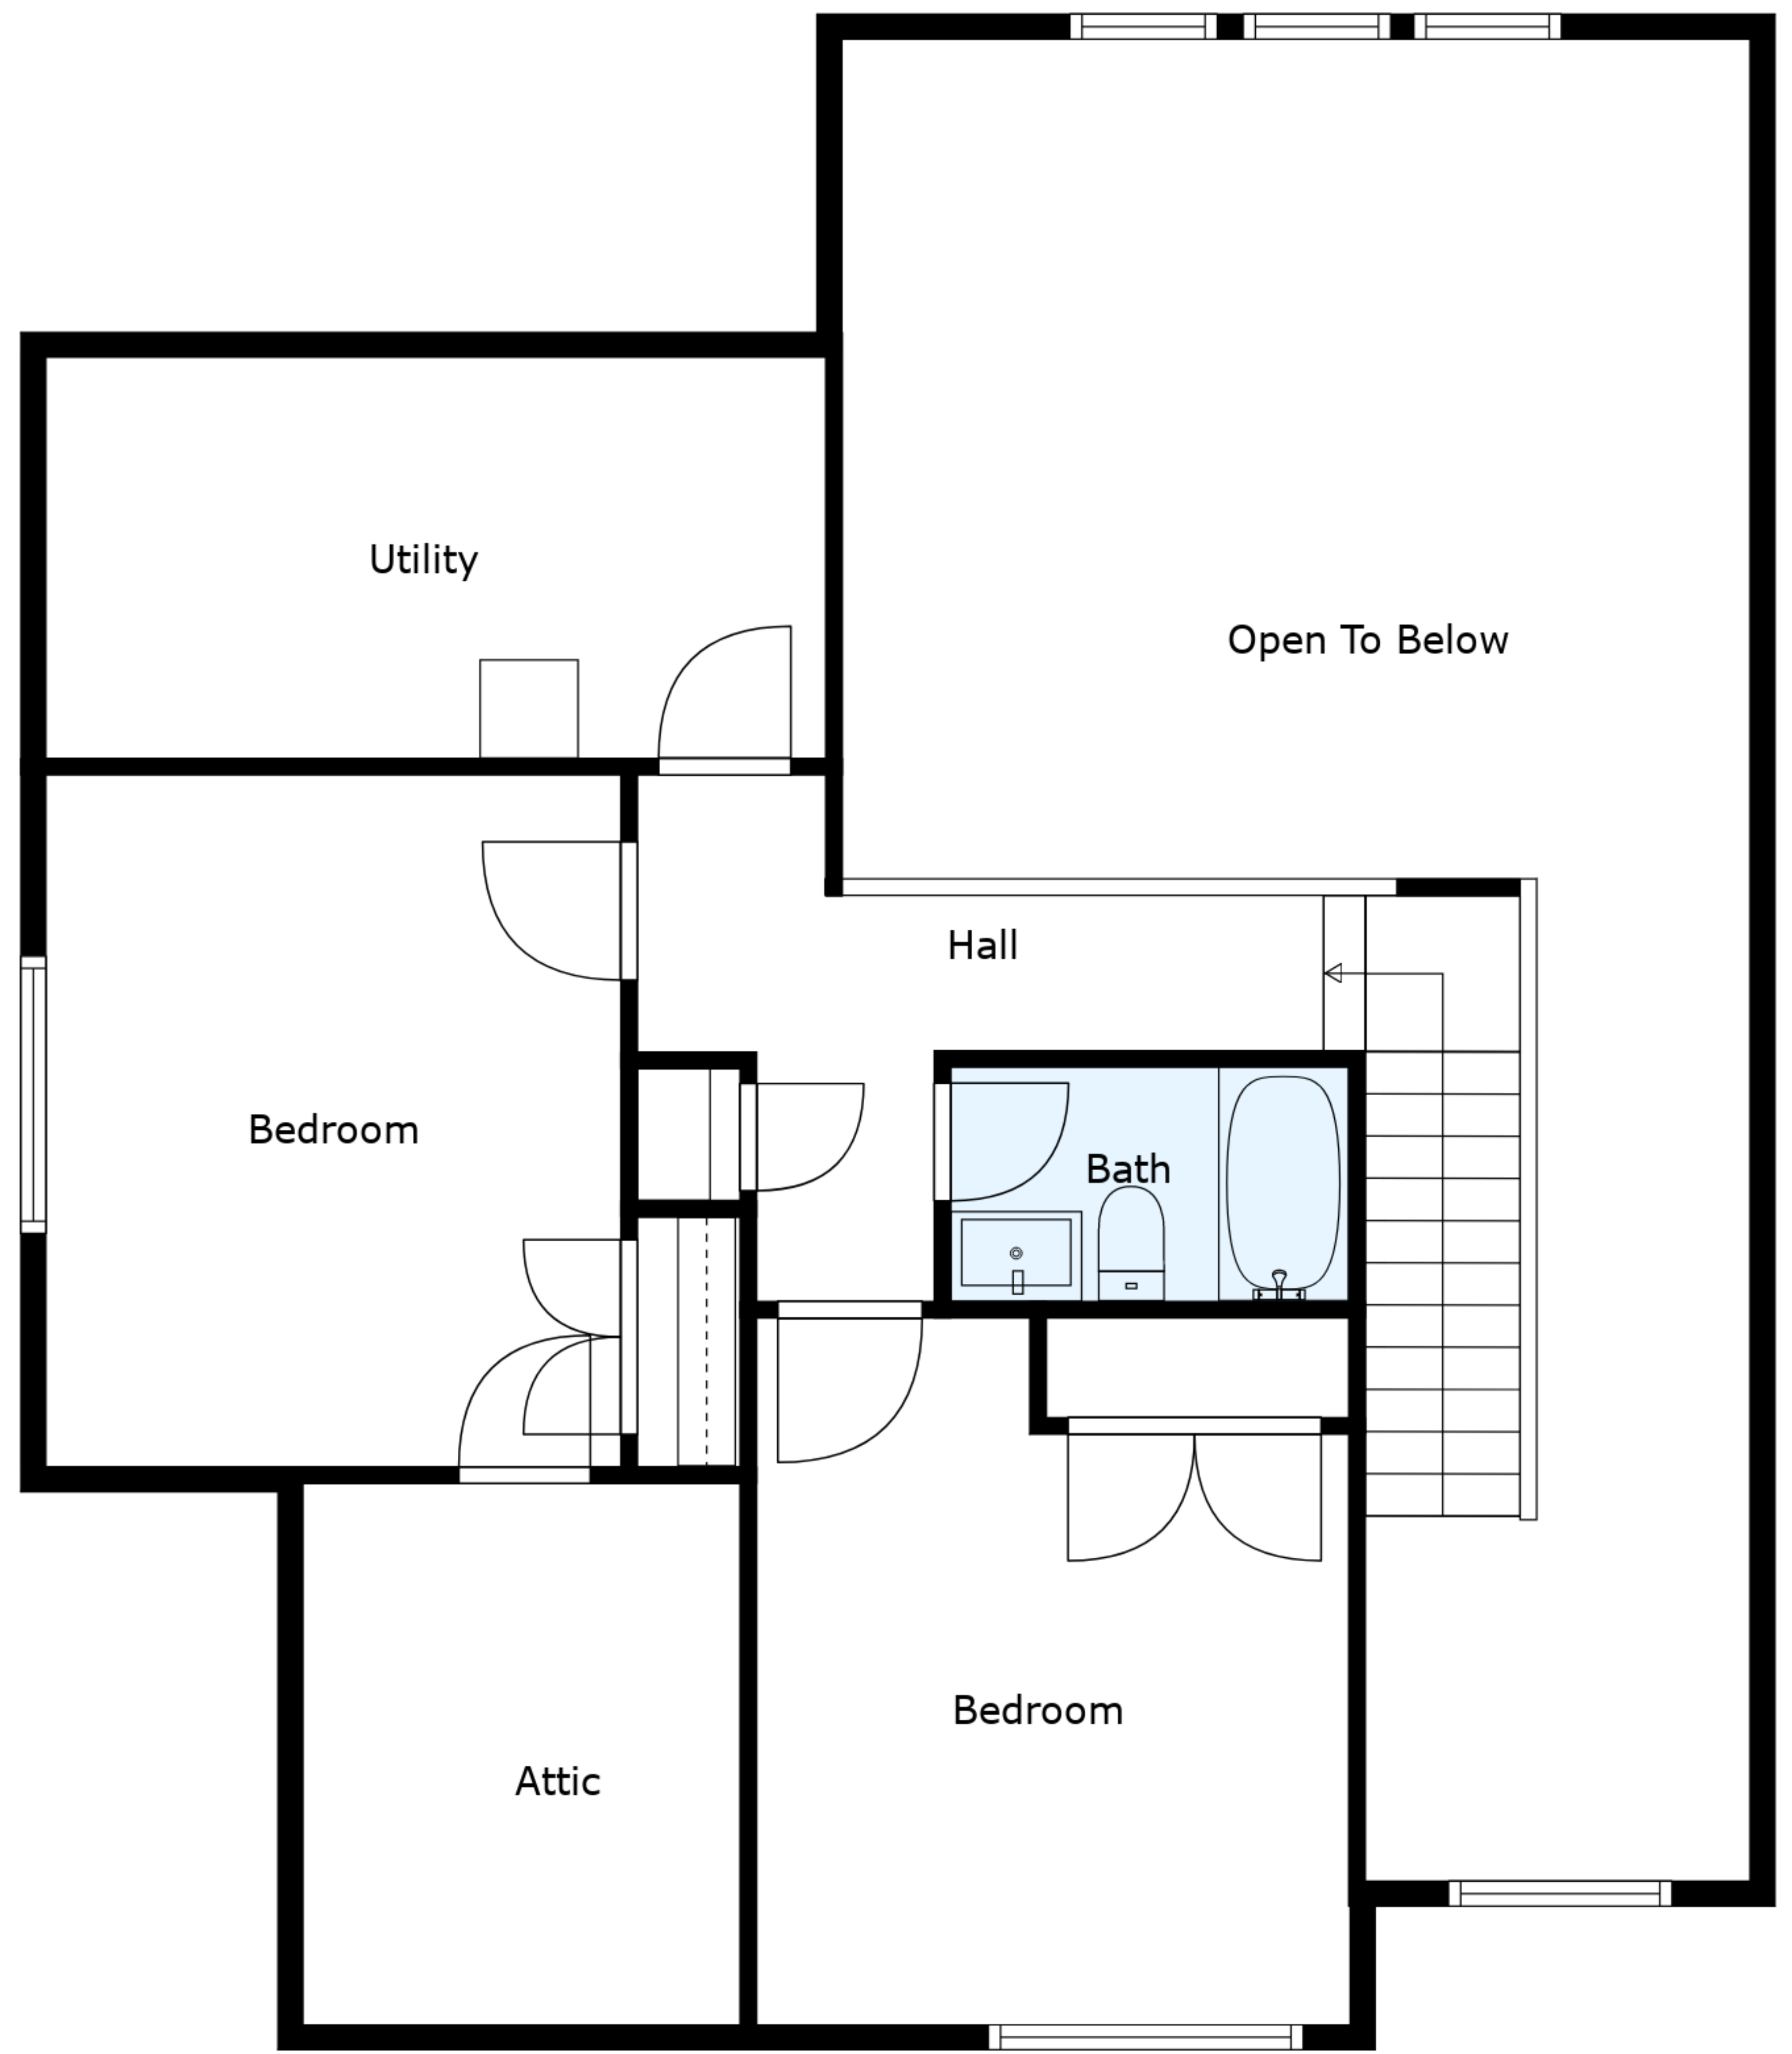 Utility
Open To Below
Hall
Bedroom
Bath
Bedroom
Attic